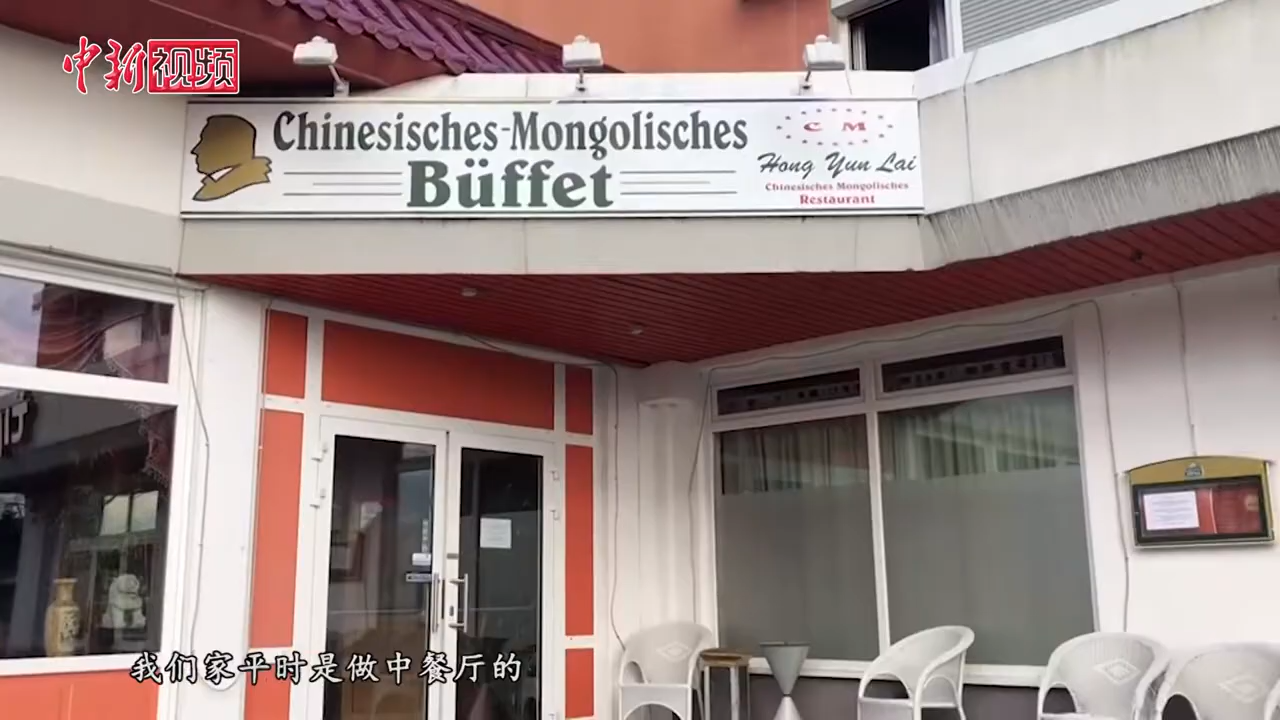 中新视频
Chinesisches-Mongolisches
Büffet
C M
Hong Yun Lai
Chinesisches Mongolisches
Restaurant
我们家平时是做中餐厅的